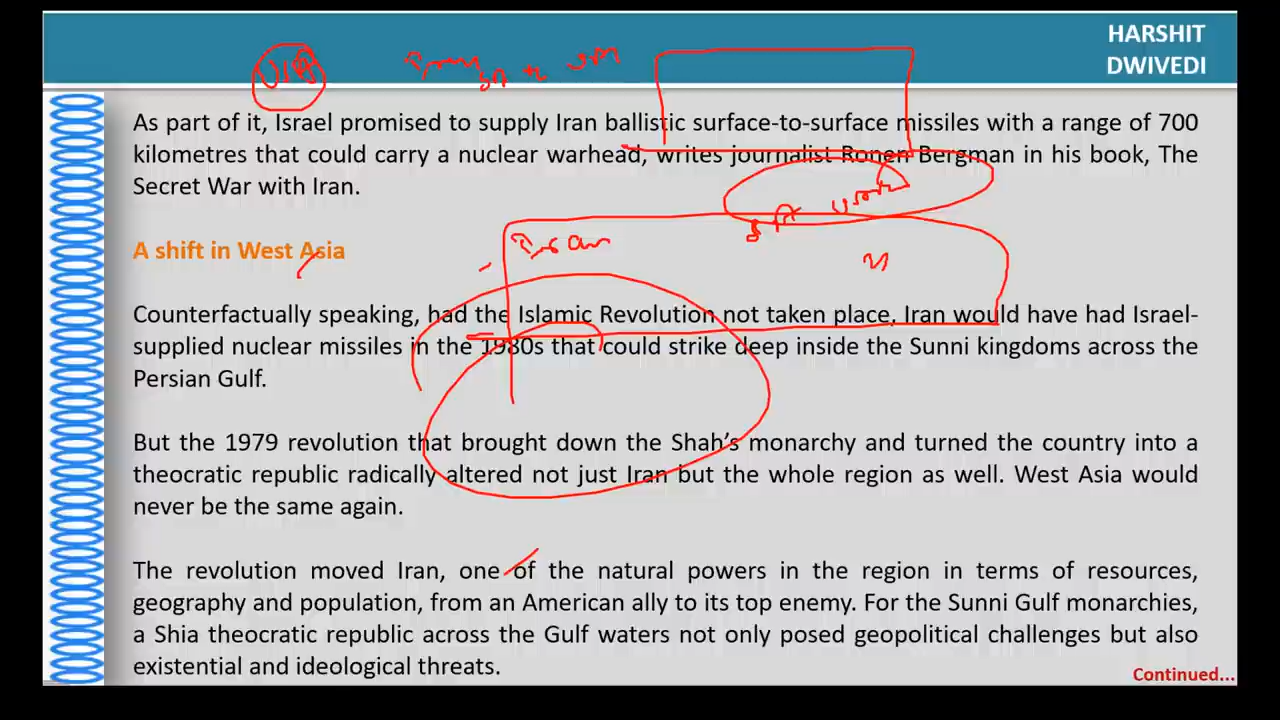 HARSHIT
DWIVEDI
As part of it, Israel promised to supply Iran ballistic surface-to-surface missiles with a range of 700
kilometres that could carry a nuclear warhead, writes journalist Ronen Bergman in his book, The
Secret War with Iran.
A shift in West Asia
Counterfactually speaking, had the Islamic Revolution not taken place, Iran would have had Israel-
supplied nuclear missiles in the 1980s that could strike deep inside the Sunni kingdoms across the
Persian Gulf.
But the 1979 revolution that brought down the Shah's monarchy and turned the country into a
theocratic republic radically altered not just Iran but the whole region as well. West Asia would
never be the same again.
The revolution moved Iran, one of the natural powers in the region in terms of resources,
geography and population, from an American ally to its top enemy. For the Sunni Gulf monarchies,
a Shia theocratic republic across the Gulf waters not only posed geopolitical challenges but also
existential and ideological threats.
Continued...